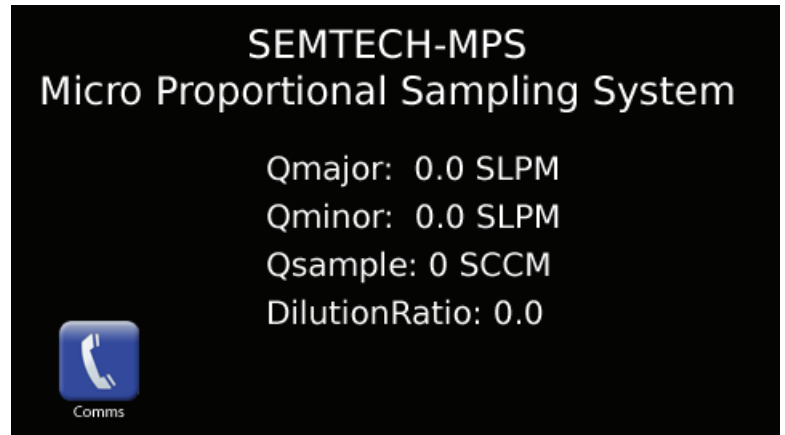 SEMTECH-MPS
Micro Proportional Sampling System
Qmajor: 0.0 SLPM
Qminor: 0.0 SLPM
Qsample: 0 SCCM
DilutionRatio: 0.0
Comms